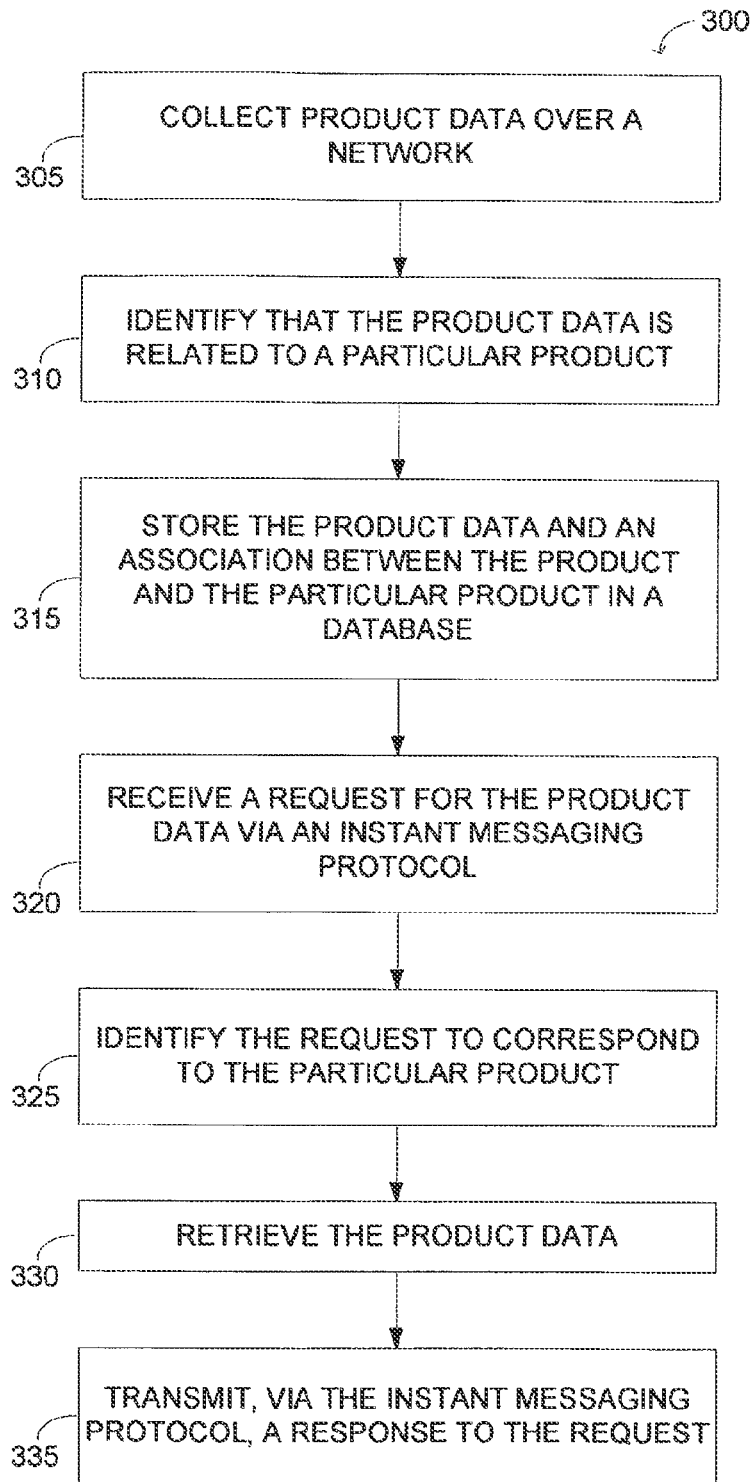 300
COLLECT PRODUCT DATA OVER A
NETWORK
305
IDENTIFY THAT THE PRODUCT DATA IS
RELATED TO A PARTICULAR PRODUCT
310
STORE THE PRODUCT DATA AND AN
ASSOCIATION BETWEEN THE PRODUCT
AND THE PARTICULAR PRODUCT IN A
DATABASE
315
RECEIVE A REQUEST FOR THE PRODUCT
DATA VIA AN INSTANT MESSAGING
PROTOCOL
320
IDENTIFY THE REQUEST TO CORRESPOND
TO THE PARTICULAR PRODUCT
325
RETRIEVE THE PRODUCT DATA
330
TRANSMIT, VIA THE INSTANT MESSAGING
PROTOCOL, A RESPONSE TO THE REQUEST
335